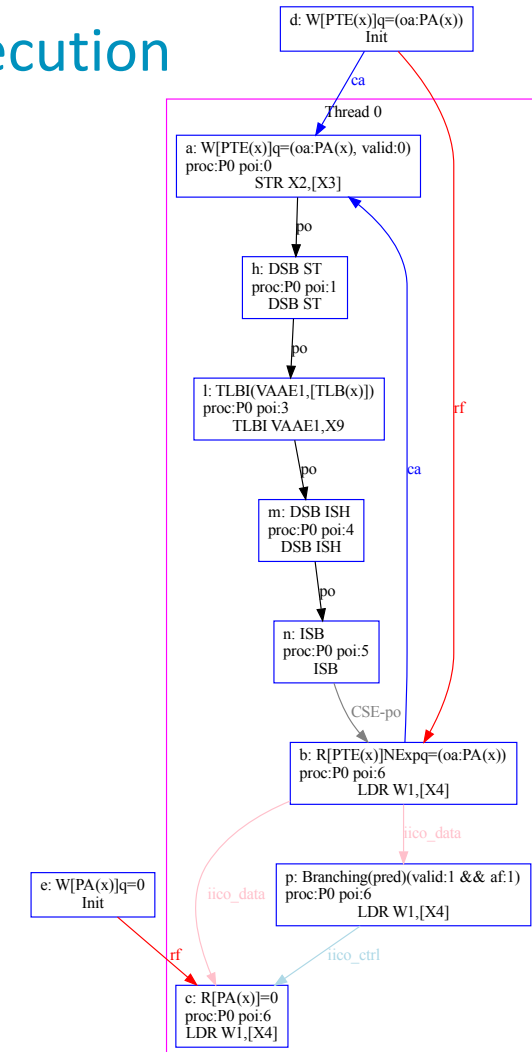 ecution
d: W[PTE(x)]q=(oa:PA(x))
Init
ca
Thread 0
a: W[PTE(x)]q=(oa:PA(x), valid:0)
proc:P0 poi:0
STR X2,[X3]
po
h: DSB ST
proc:P0 poi:1
DSB ST
po
l: TLBI(VAAE1,[TLB(x)])
proc:P0 poi:3
TLBI VAAE1,X9
rf
po
ca
m: DSB ISH
proc:P0 poi:4
DSB ISH
po
n: ISB
proc:P0 poi:5
ISB
CSE-po
b: R[PTE(x)]NExpq=(oa:PA(x))
proc:P0 poi:6
LDR W1,[X4]
iico_data
e: W[PA(x)]q=0
Init
iico_data
p: Branching(pred)(valid:1 && af:1)
proc:P0 poi:6
LDR W1,[X4]
rf
iico_ctrl
c: R[PA(x)]=0
proc:P0 poi:6
LDR W1,[X4]